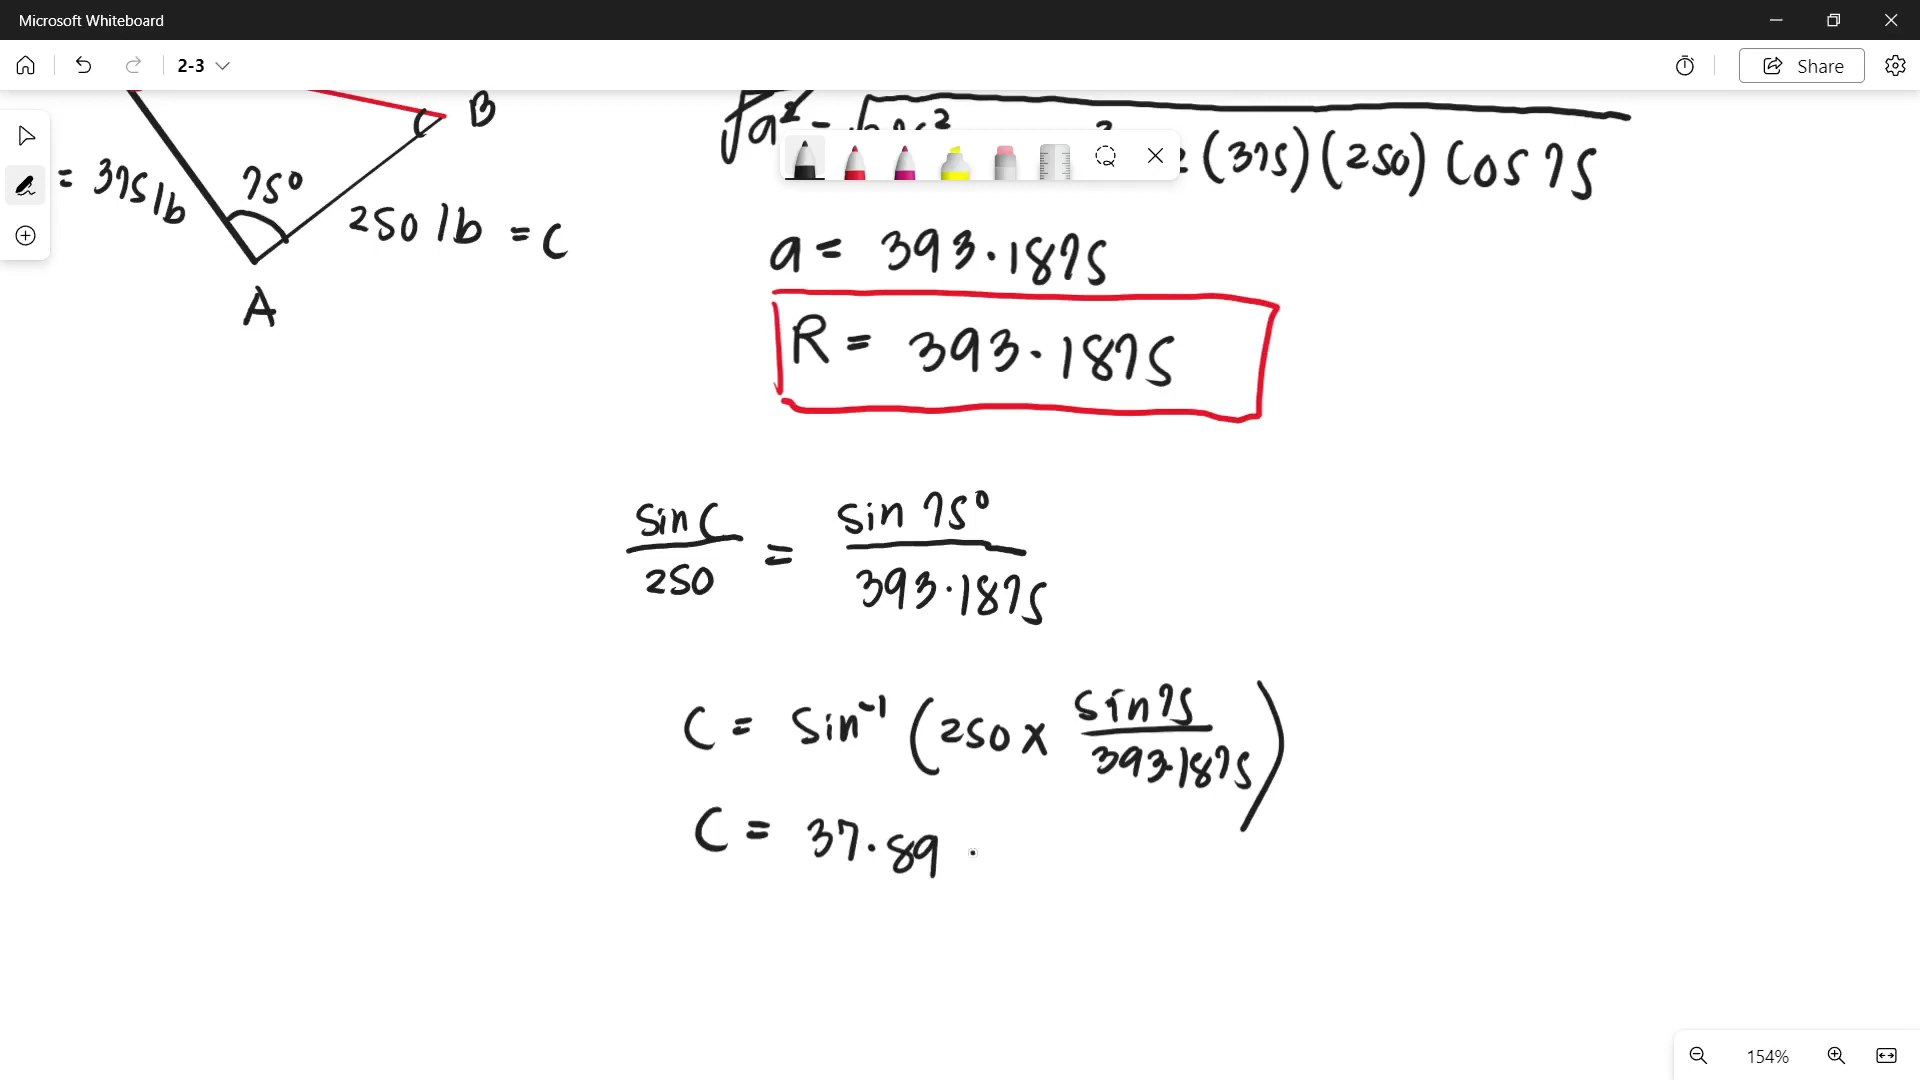 Microsoft Whiteboard
2-3
Share
B
= 375 lb
75°
250 lb = C
A
(375)(250) Cos 75
a = 393.1875
R = 393.1875
sin C / 250 = sin 75° / 393.1875
C = Sin⁻¹ (250 x sin 75 / 393.1875)
C = 37.89
154%